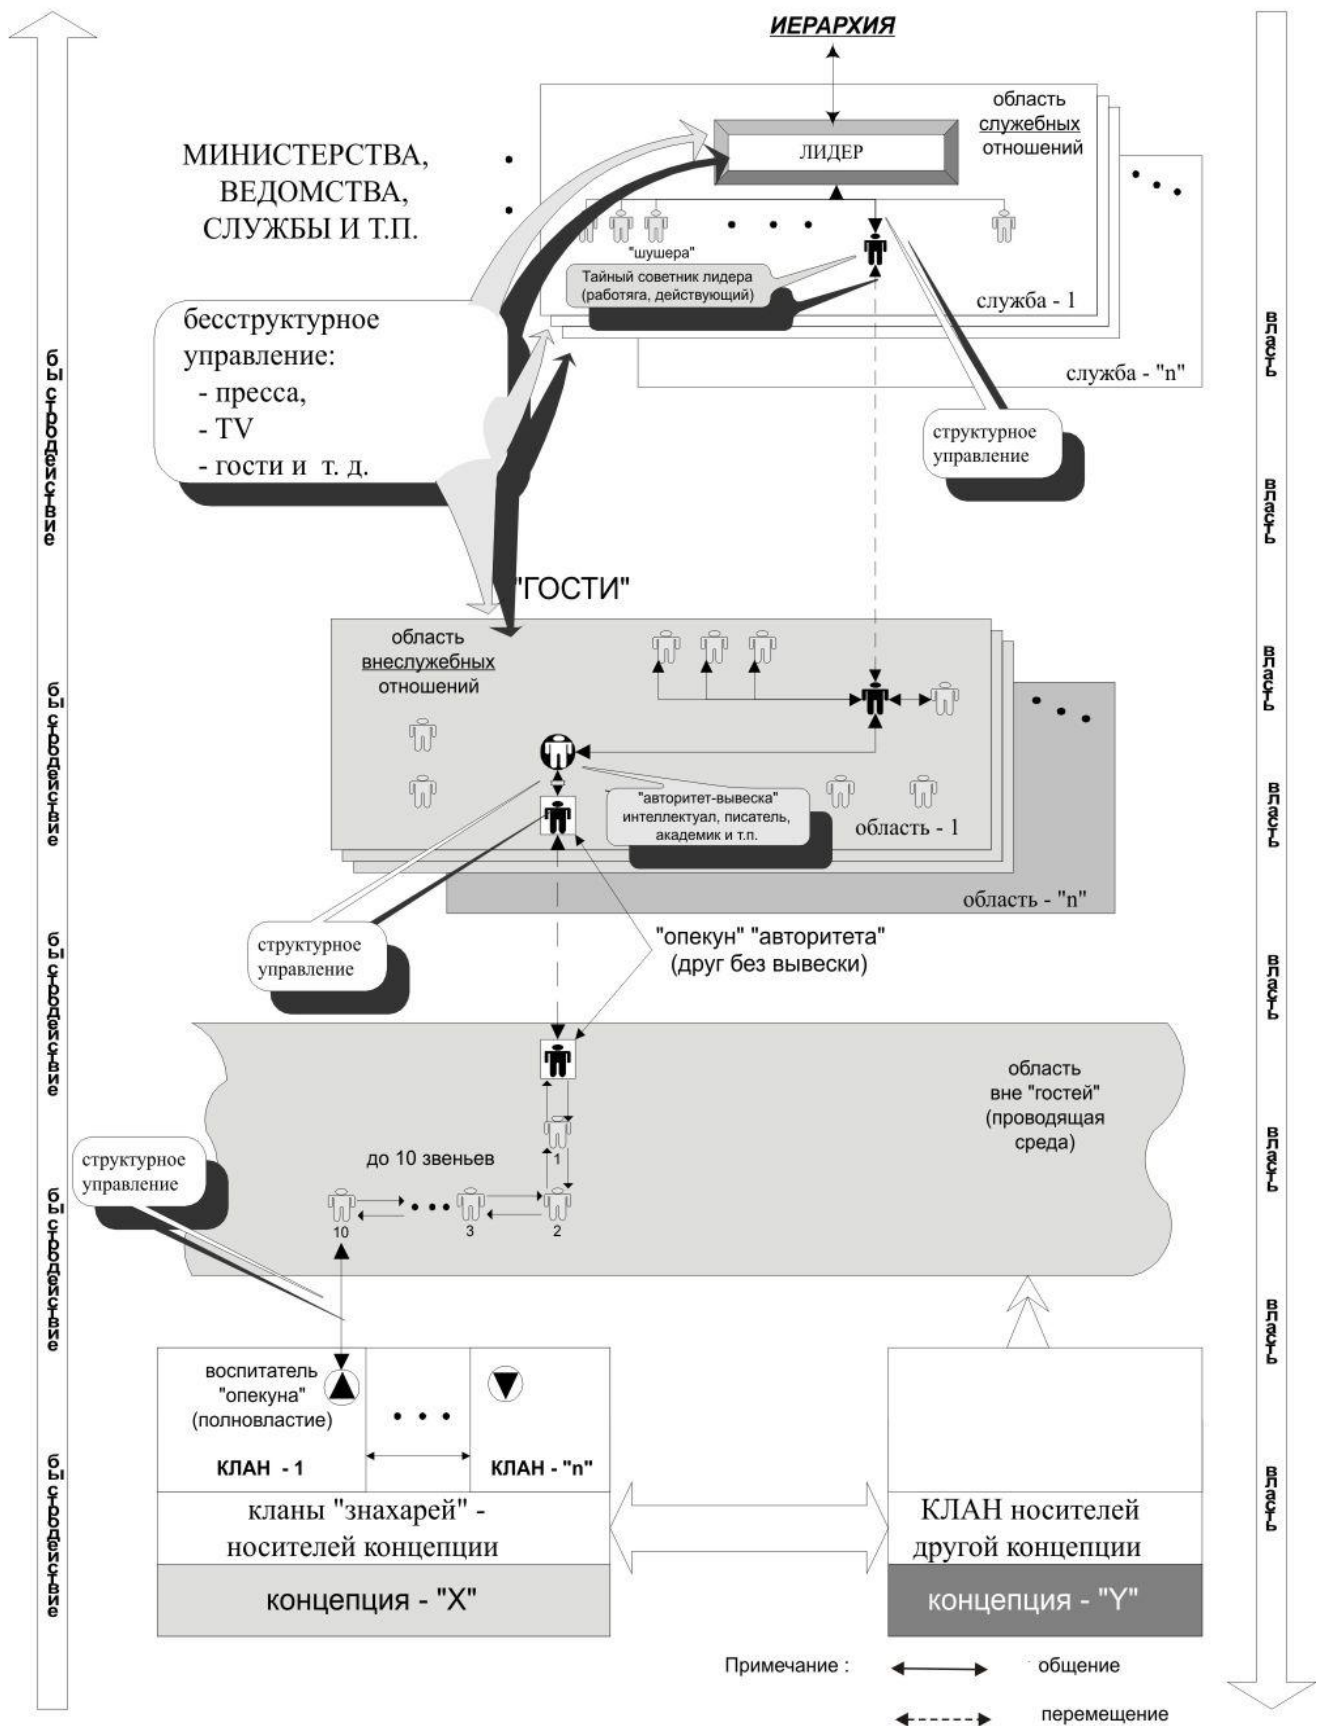 ИЕРАРХИЯ
область
служебных
отношений
ЛИДЕР
МИНИСТЕРСТВА,
ВЕДОМСТВА,
СЛУЖБЫ И Т.П.
"шушера"
Тайный советник лидера
(работяга, действующий)
служба - 1
служба - "n"
бесструктурное
управление:
- пресса,
- TV
- гости и т. д.
структурное
управление
"ГОСТИ"
область
внеслужебных
отношений
"авторитет-вывеска"
интеллектуал, писатель,
академик и т.п.
область - 1
область - "n"
структурное
управление
"опекун" "авторитета"
(друг без вывески)
область
вне "гостей"
(проводящая
среда)
до 10 звеньев
1
10
3
2
структурное
управление
воспитатель
"опекуна"
(полновластие)
КЛАН - 1
КЛАН - "n"
кланы "знахарей" -
носителей концепции
концепция - "X"
КЛАН носителей
другой концепции
концепция - "Y"
Примечание :
общение
перемещение
быстродействие
быстродействие
быстродействие
быстродействие
быстродействие
власть
власть
власть
власть
власть
власть
власть
власть